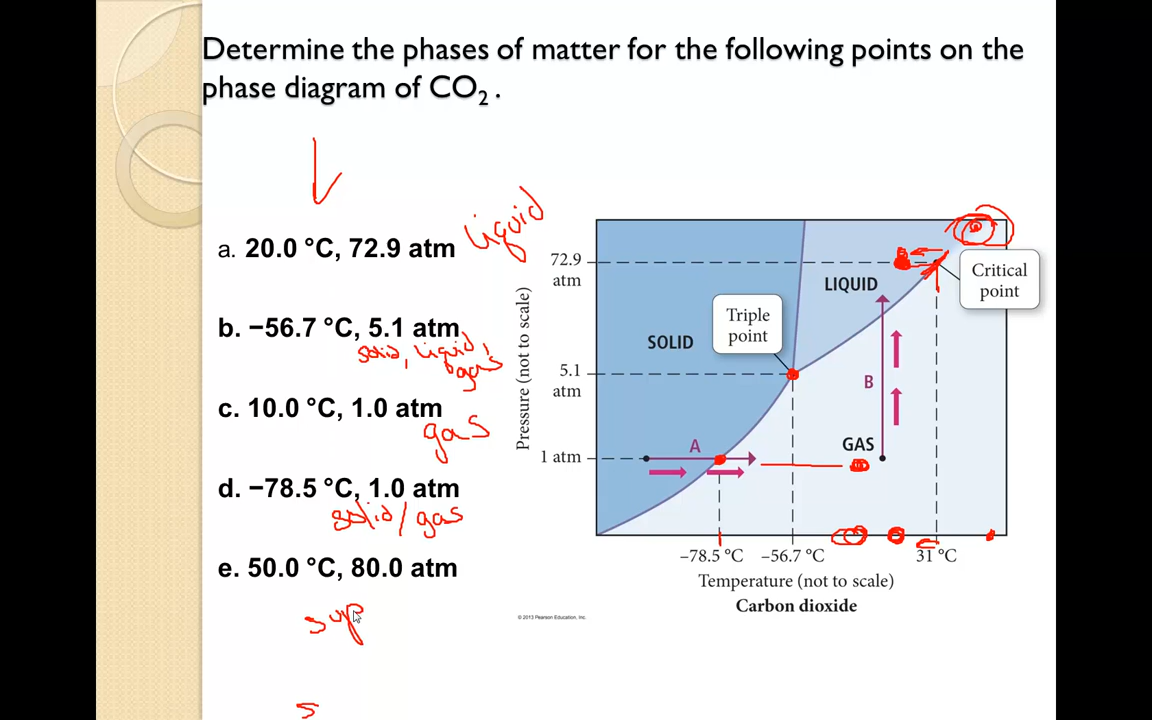 Determine the phases of matter for the following points on the
phase diagram of CO₂ .
a. 20.0 °C, 72.9 atm
liquid
b. −56.7 °C, 5.1 atm
solid, liquid,
gas
c. 10.0 °C, 1.0 atm
gas
d. −78.5 °C, 1.0 atm
solid/gas
e. 50.0 °C, 80.0 atm
sup
s
Pressure (not to scale)
72.9
atm
5.1
atm
1 atm
SOLID
LIQUID
GAS
Triple
point
Critical
point
A
B
−78.5 °C
−56.7 °C
31 °C
Temperature (not to scale)
Carbon dioxide
© 2013 Pearson Education, Inc.